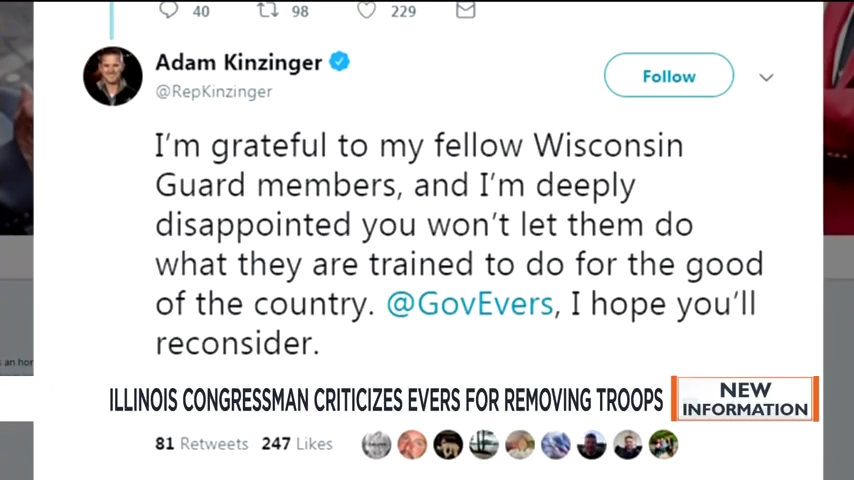 40 98 229
Adam Kinzinger
@RepKinzinger
Follow
I'm grateful to my fellow Wisconsin
Guard members, and I'm deeply
disappointed you won't let them do
what they are trained to do for the good
of the country. @GovEvers, I hope you'll
reconsider.
an hor
ILLINOIS CONGRESSMAN CRITICIZES EVERS FOR REMOVING TROOPS
NEW
INFORMATION
81 Retweets 247 Likes